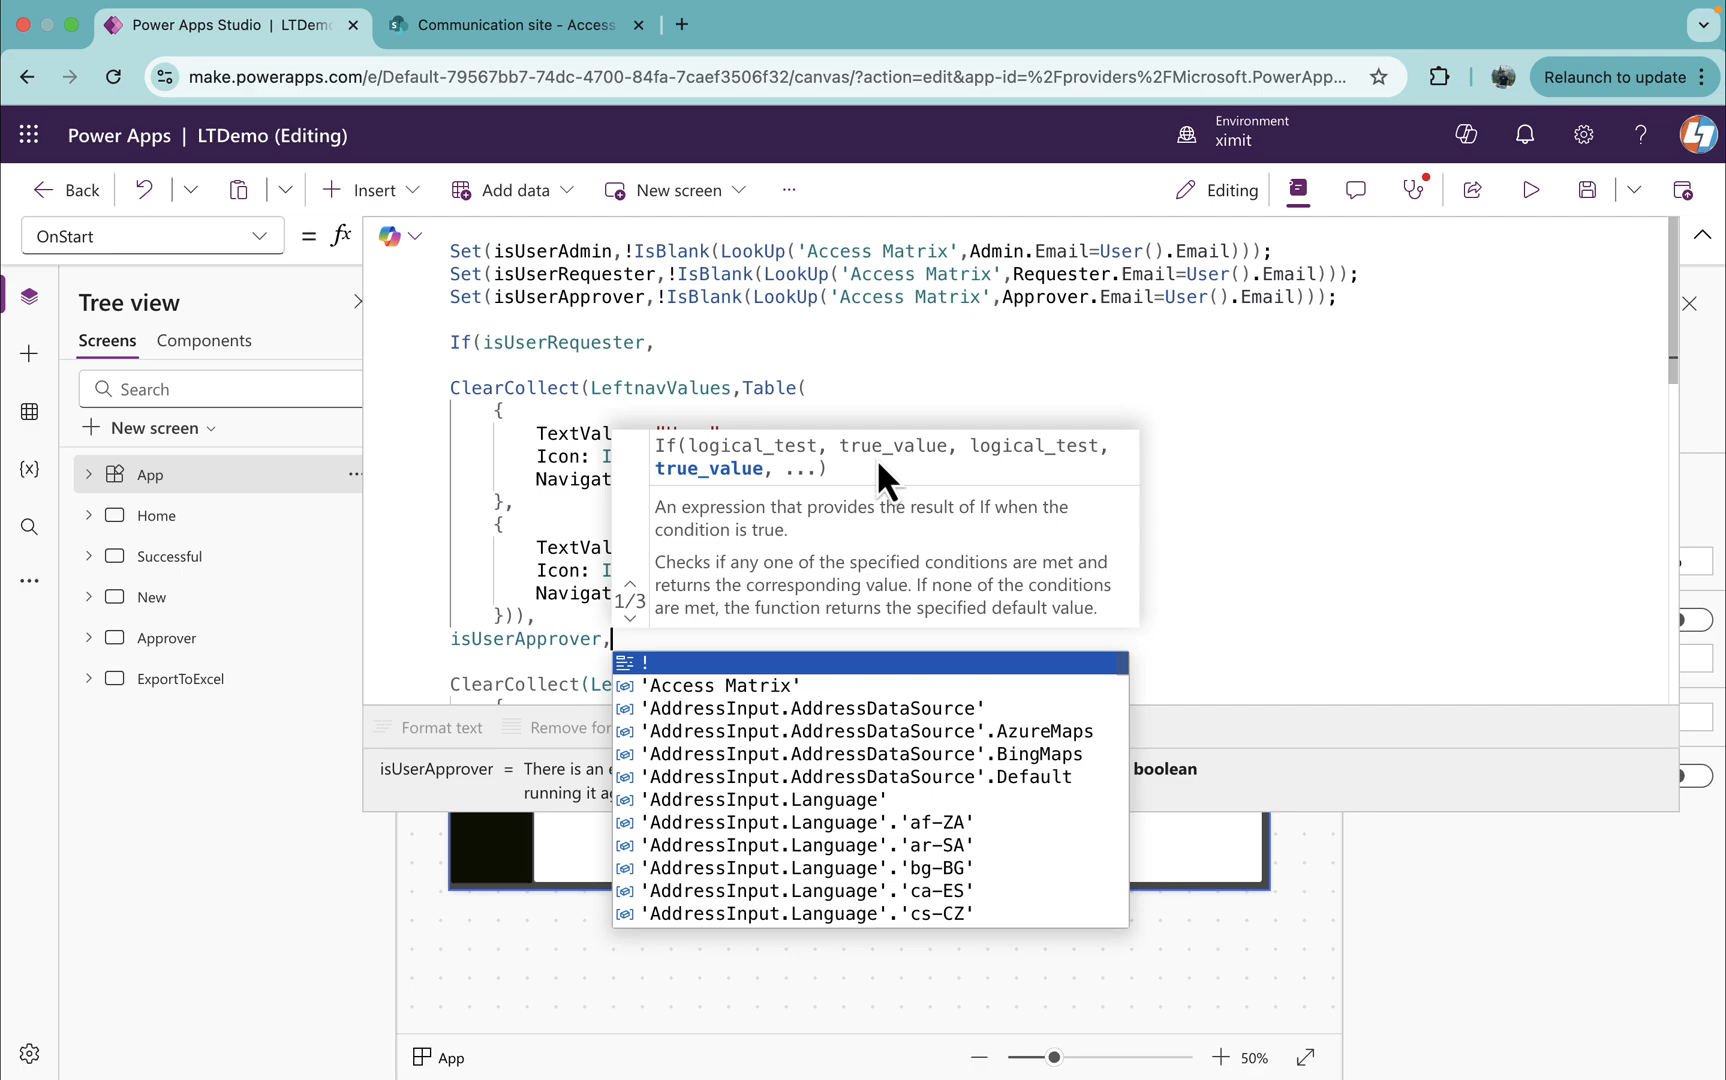 Power Apps Studio | LTDemo
Communication site - Access
make.powerapps.com/e/Default-79567bb7-74dc-4700-84fa-7caef3506f32/canvas/?action=edit&app-id=%2Fproviders%2FMicrosoft.PowerApp...
Relaunch to update
Power Apps | LTDemo (Editing)
Environment
ximit
Back
Insert
Add data
New screen
...
Editing
OnStart
= fx
Set(isUserAdmin,!IsBlank(LookUp('Access Matrix',Admin.Email=User().Email)));
Set(isUserRequester,!IsBlank(LookUp('Access Matrix',Requester.Email=User().Email)));
Set(isUserApprover,!IsBlank(LookUp('Access Matrix',Approver.Email=User().Email)));
If(isUserRequester,
ClearCollect(LeftnavValues,Table(
{
TextVal
Icon: I
Navigat
},
{
TextVal
Icon: I
Navigat
})),
isUserApprover,
ClearCollect(Le
If(logical_test, true_value, logical_test,
true_value, ...)
An expression that provides the result of If when the
condition is true.
Checks if any one of the specified conditions are met and
returns the corresponding value. If none of the conditions
are met, the function returns the specified default value.
1/3
!
'Access Matrix'
'AddressInput.AddressDataSource'
'AddressInput.AddressDataSource'.AzureMaps
'AddressInput.AddressDataSource'.BingMaps
'AddressInput.AddressDataSource'.Default
'AddressInput.Language'
'AddressInput.Language'.'af-ZA'
'AddressInput.Language'.'ar-SA'
'AddressInput.Language'.'bg-BG'
'AddressInput.Language'.'ca-ES'
'AddressInput.Language'.'cs-CZ'
Format text
Remove for
isUserApprover = There is an e
running it ag
boolean
Tree view
Screens
Components
Search
New screen
App
Home
Successful
New
Approver
ExportToExcel
App
50%